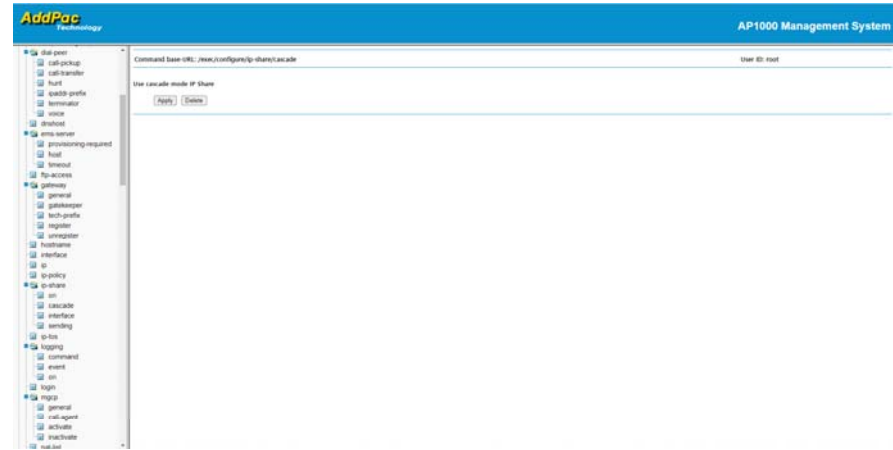 AddPac
Technology
AP1000 Management System
dial-peer
call-pickup
call-transfer
hunt
ipaddr-prefix
terminator
voice
dnshost
ems-server
provisioning-required
host
timeout
ftp-access
gateway
general
gatekeeper
tech-prefix
register
unregister
hostname
interface
ip
ip-policy
ip-share
on
cascade
interface
sending
ip-tos
logging
command
event
on
login
mgcp
general
call-agent
activate
inactivate
nat-list
Command base-URL: /exec/configure/ip-share/cascade
User ID: root
Use cascade mode IP Share
Apply Delete